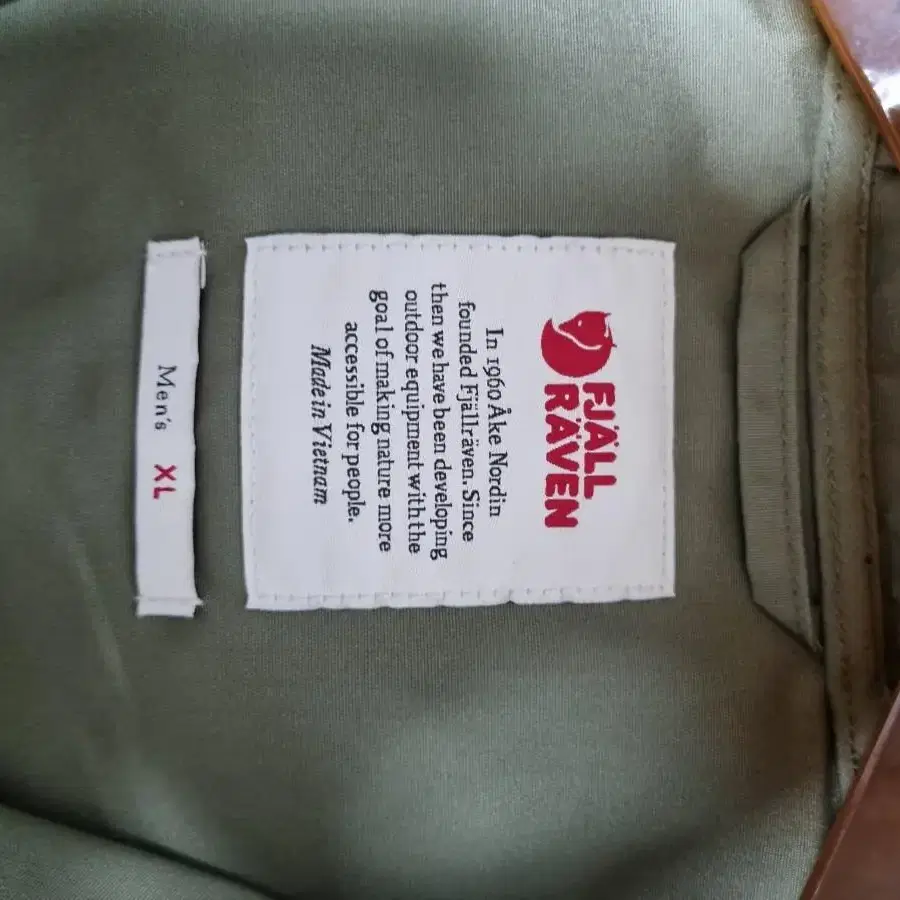 FJÄLL
RÄVEN
In 1960 Åke Nordin
founded Fjällräven. Since
then we have been developing
outdoor equipment with the
goal of making nature more
accessible for people.
Made in Vietnam
Men's XL